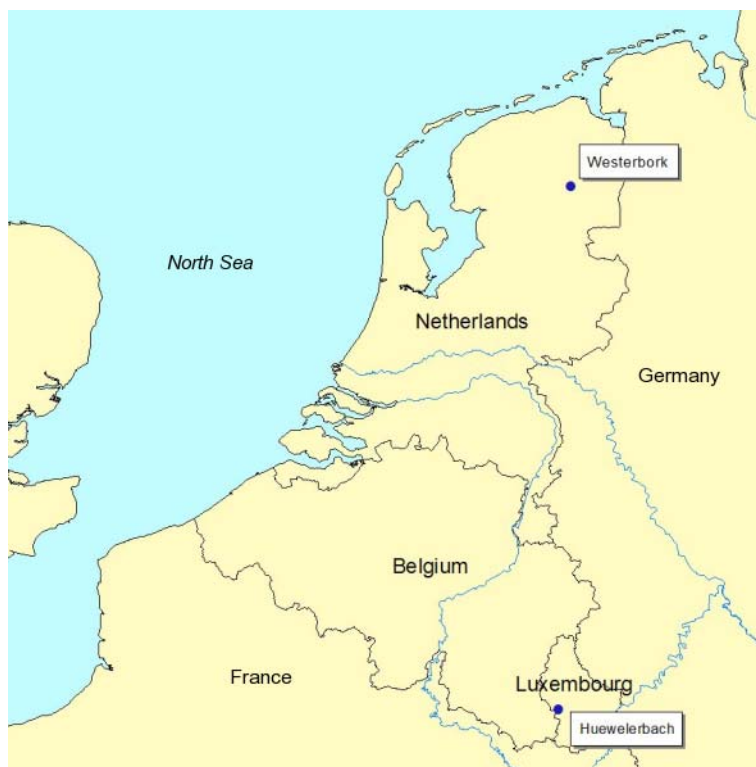 Westerbork
North Sea
Netherlands
Germany
Belgium
France
Luxembourg
Huewelerbach